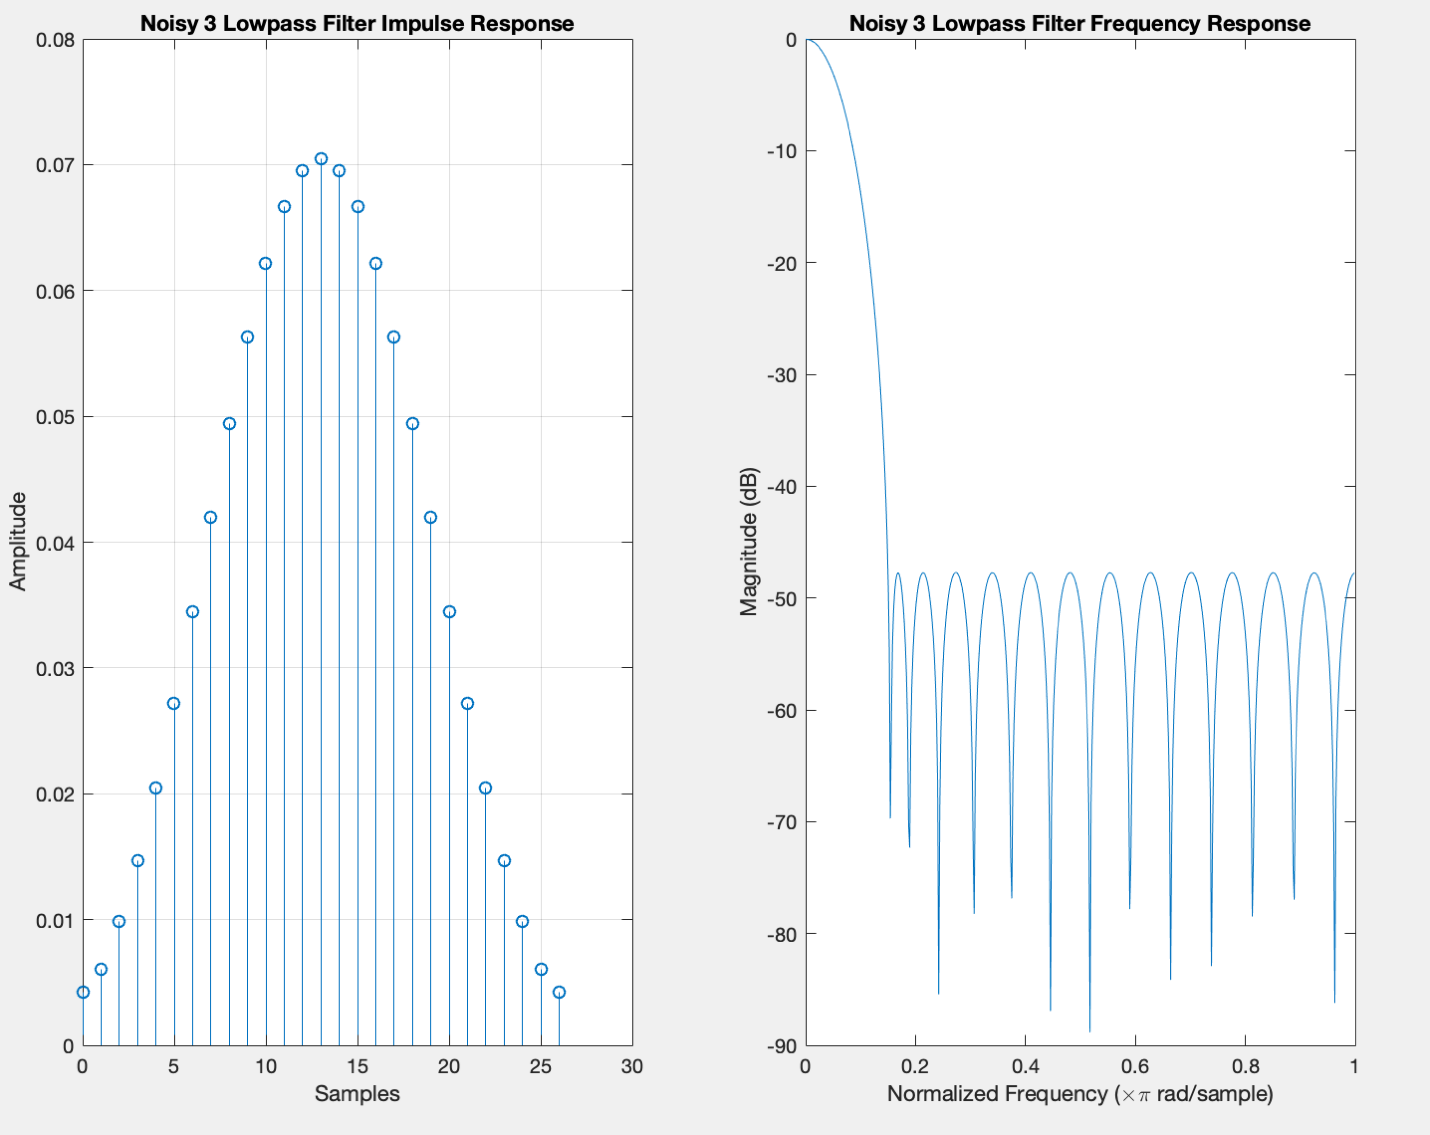 Noisy 3 Lowpass Filter Impulse Response
0.08
0.07
0.06
0.05
0.04
0.03
0.02
0.01
0
Amplitude
0 5 10 15 20 25 30
Samples
Noisy 3 Lowpass Filter Frequency Response
0
-10
-20
-30
-40
-50
-60
-70
-80
-90
Magnitude (dB)
0 0.2 0.4 0.6 0.8 1
Normalized Frequency (×π rad/sample)